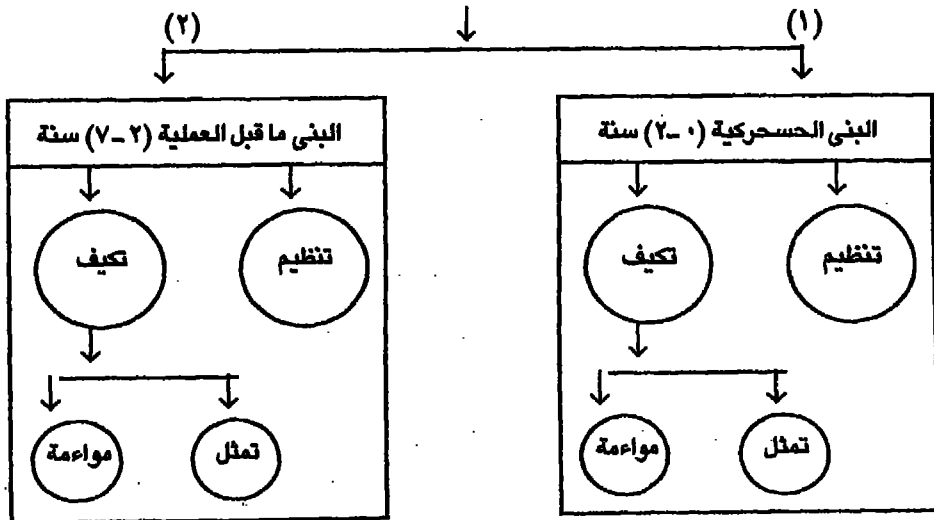 (١)
(٢)
البنى الحسحركية (٠ -٢) سنة
البنى ما قبل العملية (٢ -٧) سنة
تنظيم
تكيف
تنظيم
تكيف
تمثل
مواءمة
تمثل
مواءمة